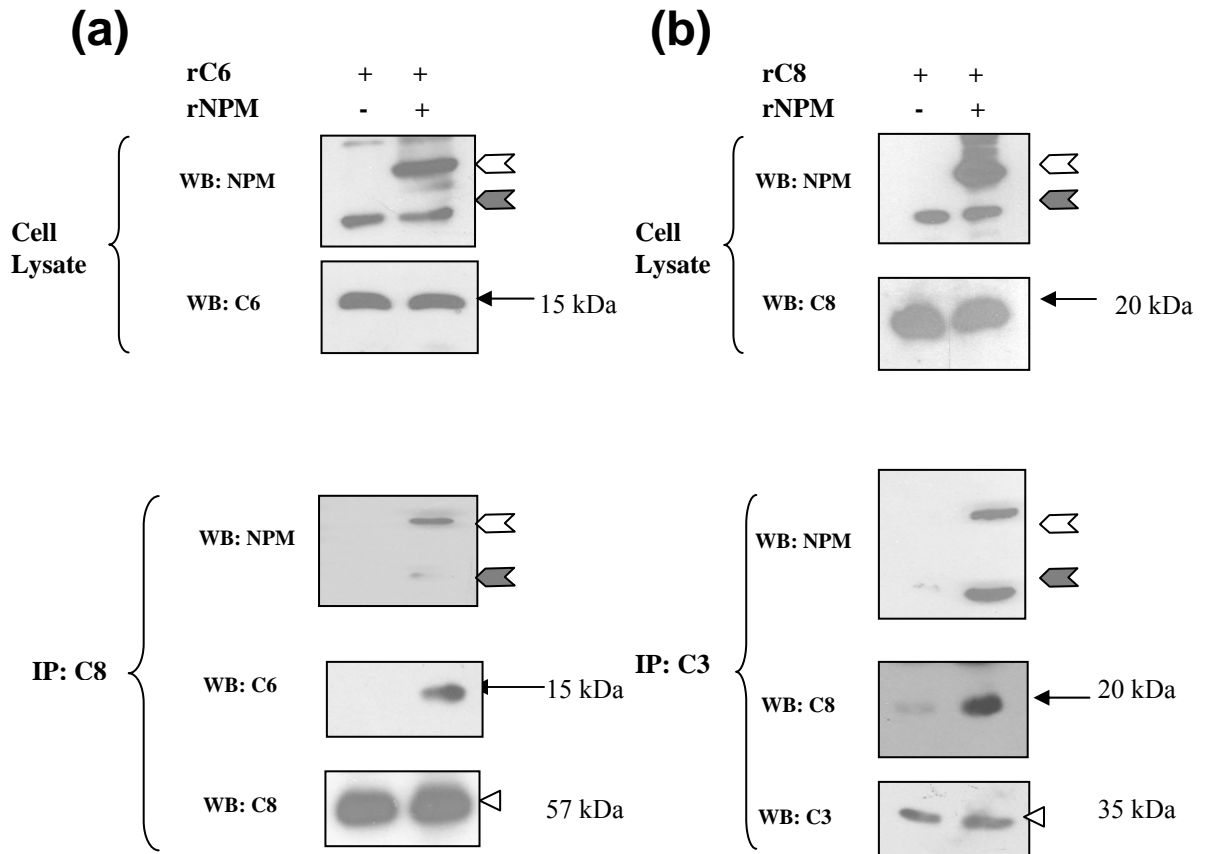 (a)
rC6 + +
rNPM - +
WB: NPM
Cell
Lysate
WB: C6
15 kDa
WB: NPM
IP: C8
WB: C6
15 kDa
WB: C8
57 kDa
(b)
rC8 + +
rNPM - +
WB: NPM
Cell
Lysate
WB: C8
20 kDa
WB: NPM
IP: C3
WB: C8
20 kDa
WB: C3
35 kDa